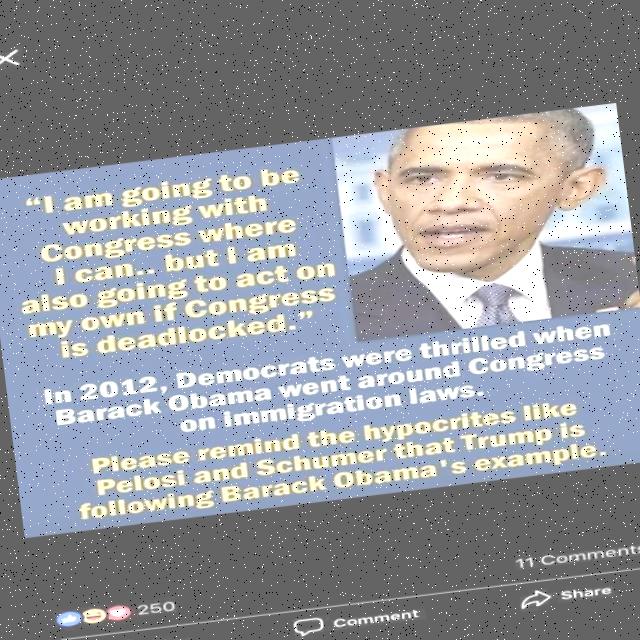 “I am going to be
working with
Congress where
I can.. but I am
also going to act on
my own if Congress
is deadlocked.”
In 2012, Democrats were thrilled when
Barack Obama went around Congress
on immigration laws.
Please remind the hypocrites like
Pelosi and Schumer that Trump is
following Barack Obama's example.
11 Comments
250
Comment
Share